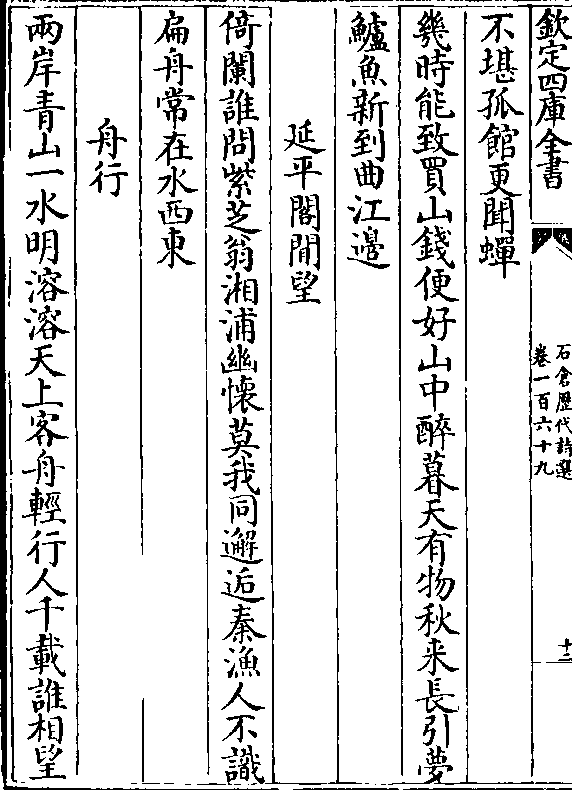 欽定四庫全書
石倉歷代詩選
卷一百六十九
十二
不堪孤館更聞蟬
幾時能致買山錢便好山中醉暮天有物秋来長引夢
鱸魚新到曲江邊
延平閣閒望
倚闌誰問紫芝翁湘浦幽懷莫我同邂逅秦漁人不識
扁舟常在水西東
舟行
兩岸青山一水明溶溶天上客舟輕行人千載誰相望